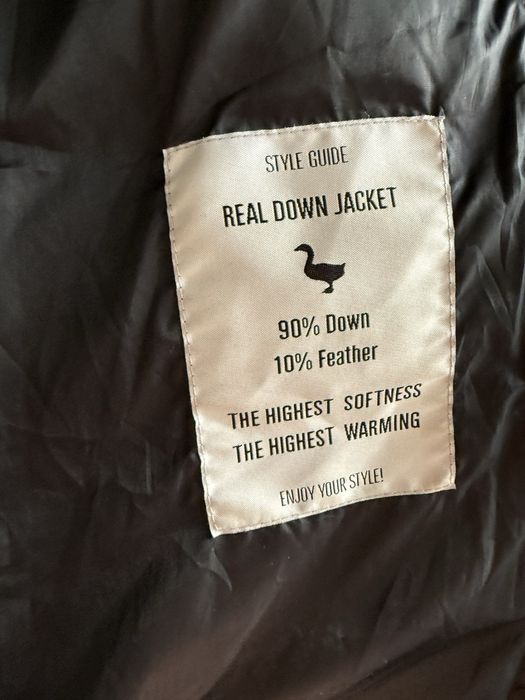 STYLE GUIDE
REAL DOWN JACKET
90% Down
10% Feather
THE HIGHEST SOFTNESS
THE HIGHEST WARMING
ENJOY YOUR STYLE!